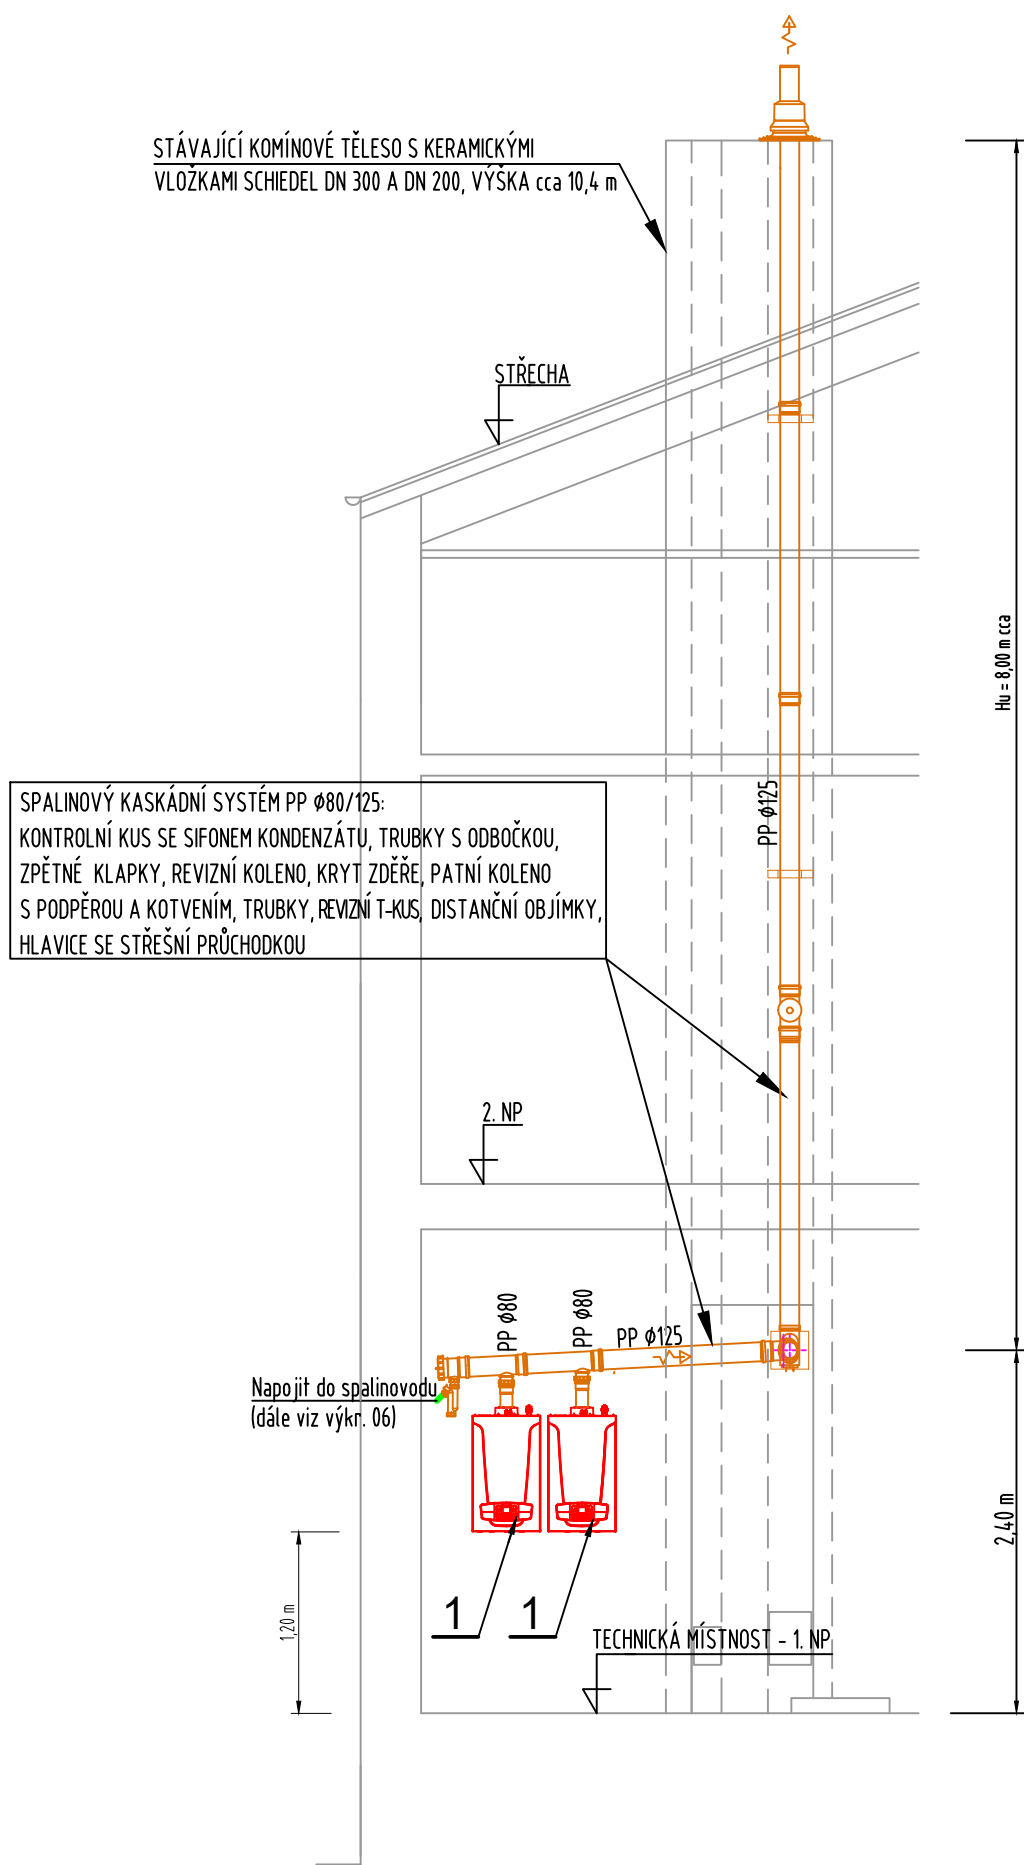 STÁVAJÍCÍ KOMÍNOVÉ TĚLESO S KERAMICKÝMI
VLOŽKAMI SCHIEDEL DN 300 A DN 200, VÝŠKA cca 10,4 m
STŘECHA
Hu = 8,00 m cca
PP ϕ125
SPALINOVÝ KASKÁDNÍ SYSTÉM PP ϕ80/125:
KONTROLNÍ KUS SE SIFONEM KONDENZÁTU, TRUBKY S ODBOČKOU,
ZPĚTNÉ KLAPKY, REVIZNÍ KOLENO, KRYT ZDĚŘE, PATNÍ KOLENO
S PODPĚROU A KOTVENÍM, TRUBKY, REVIZNÍ T-KUS, DISTANČNÍ OBJÍMKY,
HLAVICE SE STŘEŠNÍ PRŮCHODKOU
2. NP
PP ϕ80
PP ϕ80
PP ϕ125
Napojit do spalinovodu
(dále viz výkr. 06)
2,40 m
1,20 m
1
1
TECHNICKÁ MÍSTNOST - 1. NP